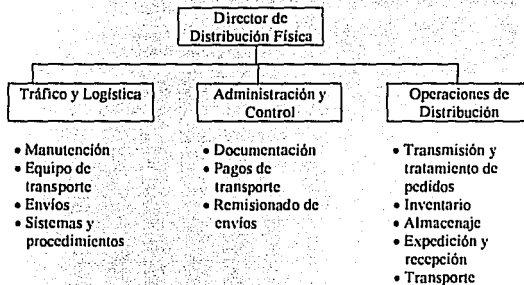 Director de
Distribución Física
Tráfico y Logística
• Manutención
• Equipo de
transporte
• Envíos
• Sistemas y
procedimientos
Administración y
Control
• Documentación
• Pagos de
transporte
• Remisionado de
envíos
Operaciones de
Distribución
• Transmisión y
tratamiento de
pedidos
• Inventario
• Almacenaje
• Expedición y
recepción
• Transporte